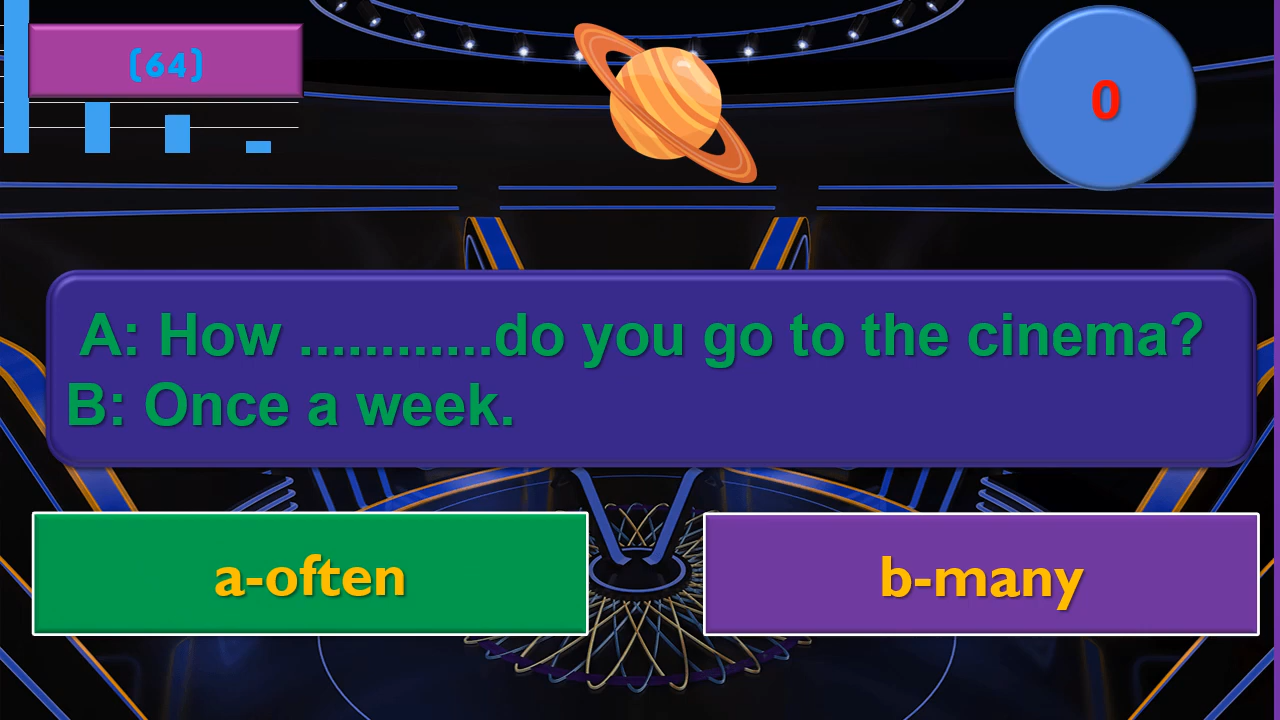 (64)
0
A: How ............do you go to the cinema?
B: Once a week.
a-often
b-many